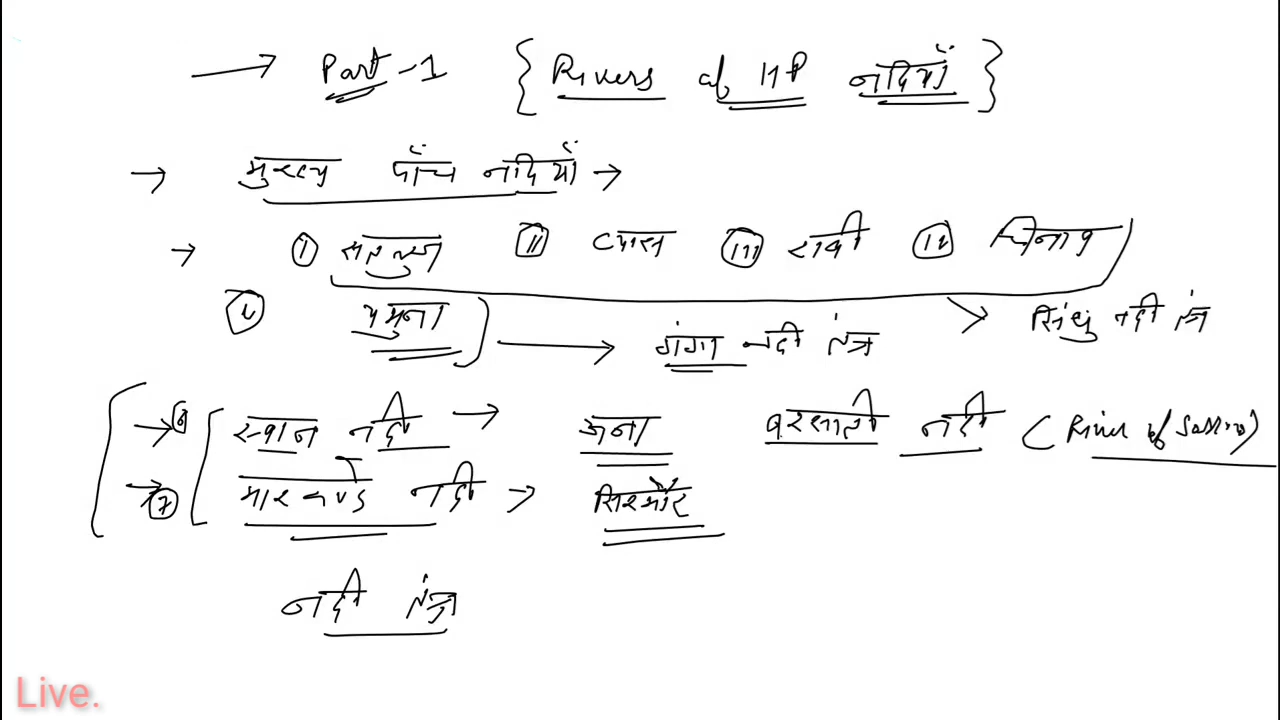 → Part-1 { Rivers of HP नदियाँ }
→ मुख्य पाँच नदियाँ →
→ (i) सतलुज (ii) व्यास (iii) रावी (iv) चिनाव
(v) यमुना → गंगा नदी तंत्र > सिंधु नदी तंत्र
→ (6) स्वान नदी → ऊना बरसाती नदी (River of
→ (7) मारकण्डे नदी → सिरमौर
नदी तंत्र
Live.